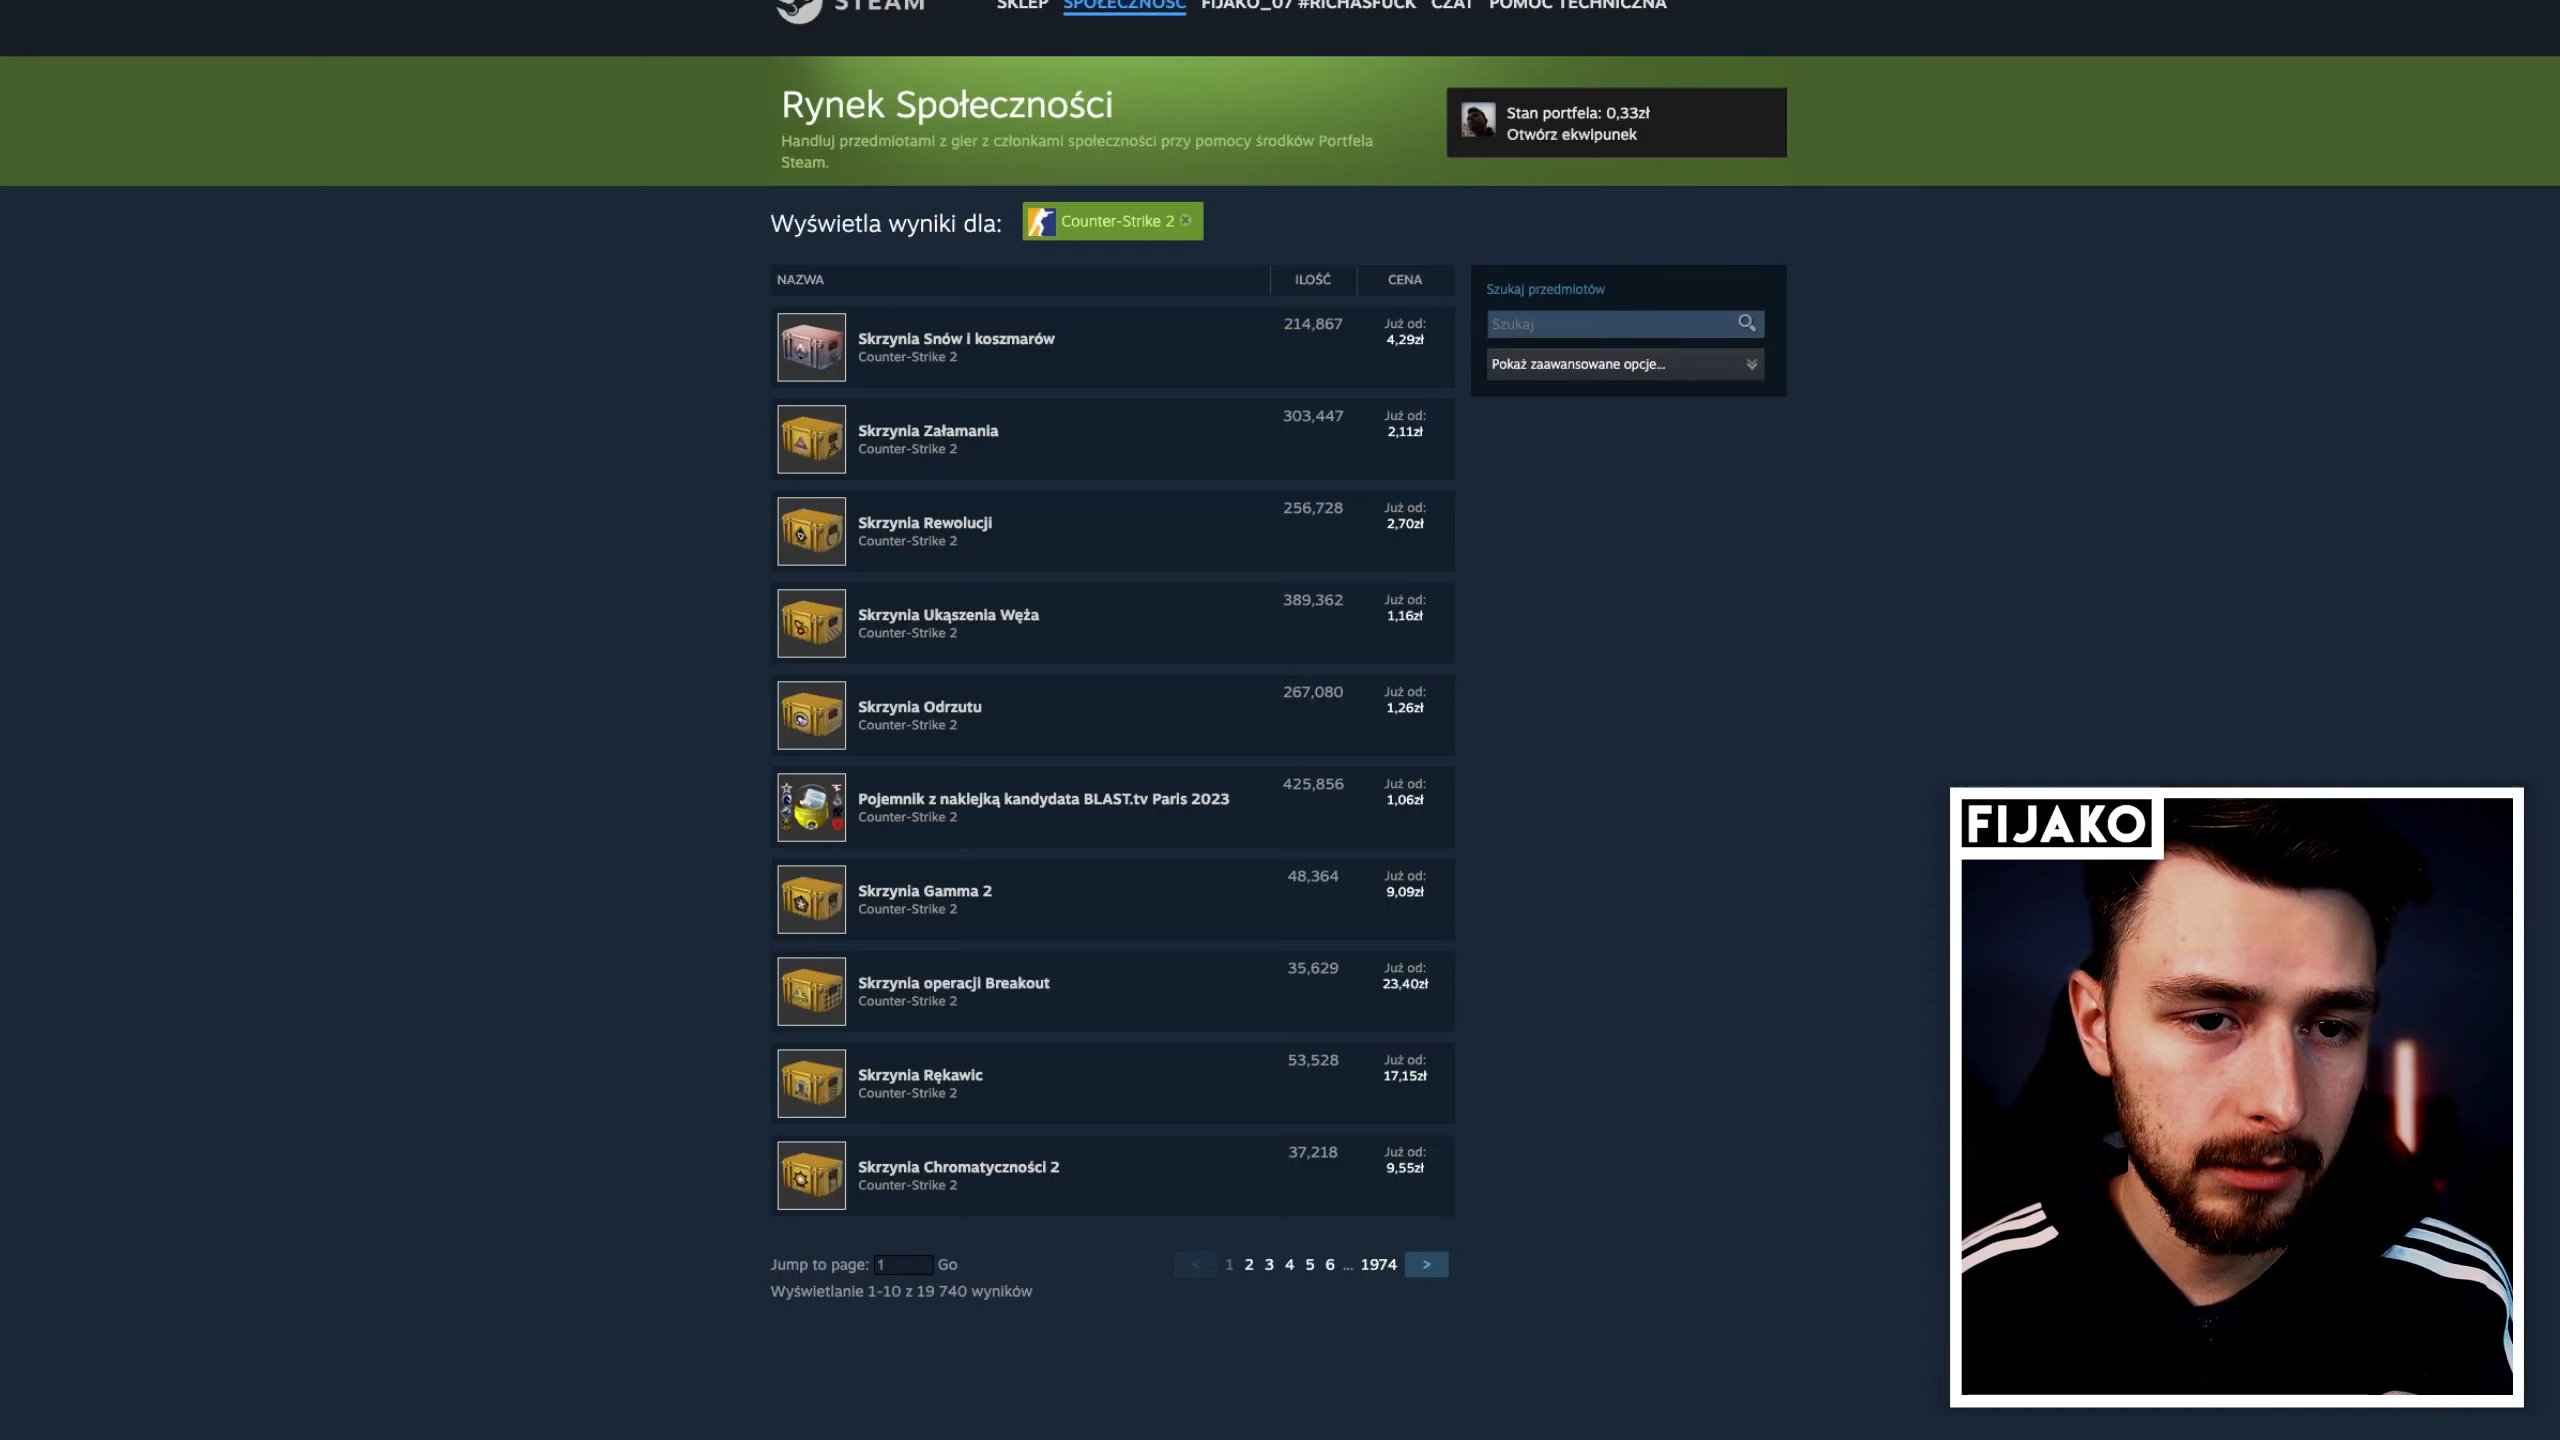 STEAM
SKLEP SPOŁECZNOŚĆ FIJAKO_07 #RICHASFUCK CZAT POMOC TECHNICZNA
Rynek Społeczności
Handluj przedmiotami z gier z członkami społeczności przy pomocy środków Portfela
Steam.
Stan portfela: 0,33zł
Otwórz ekwipunek
Wyświetla wyniki dla: Counter-Strike 2
NAZWA ILOŚĆ CENA
Skrzynia Snów i koszmarów 214,867 Już od:
Counter-Strike 2 4,29zł
Skrzynia Załamania 303,447 Już od:
Counter-Strike 2 2,11zł
Skrzynia Rewolucji 256,728 Już od:
Counter-Strike 2 2,70zł
Skrzynia Ukąszenia Węża 389,362 Już od:
Counter-Strike 2 1,16zł
Skrzynia Odrzutu 267,080 Już od:
Counter-Strike 2 1,26zł
Pojemnik z naklejką kandydata BLAST.tv Paris 2023 425,856 Już od:
Counter-Strike 2 1,06zł
Skrzynia Gamma 2 48,364 Już od:
Counter-Strike 2 9,09zł
Skrzynia operacji Breakout 35,629 Już od:
Counter-Strike 2 23,40zł
Skrzynia Rękawic 53,528 Już od:
Counter-Strike 2 17,15zł
Skrzynia Chromatyczności 2 37,218 Już od:
Counter-Strike 2 9,55zł
Szukaj przedmiotów
Szukaj
Pokaż zaawansowane opcje...
Jump to page: 1 Go
< 1 2 3 4 5 6 ... 1974 >
Wyświetlanie 1-10 z 19 740 wyników
FIJAKO